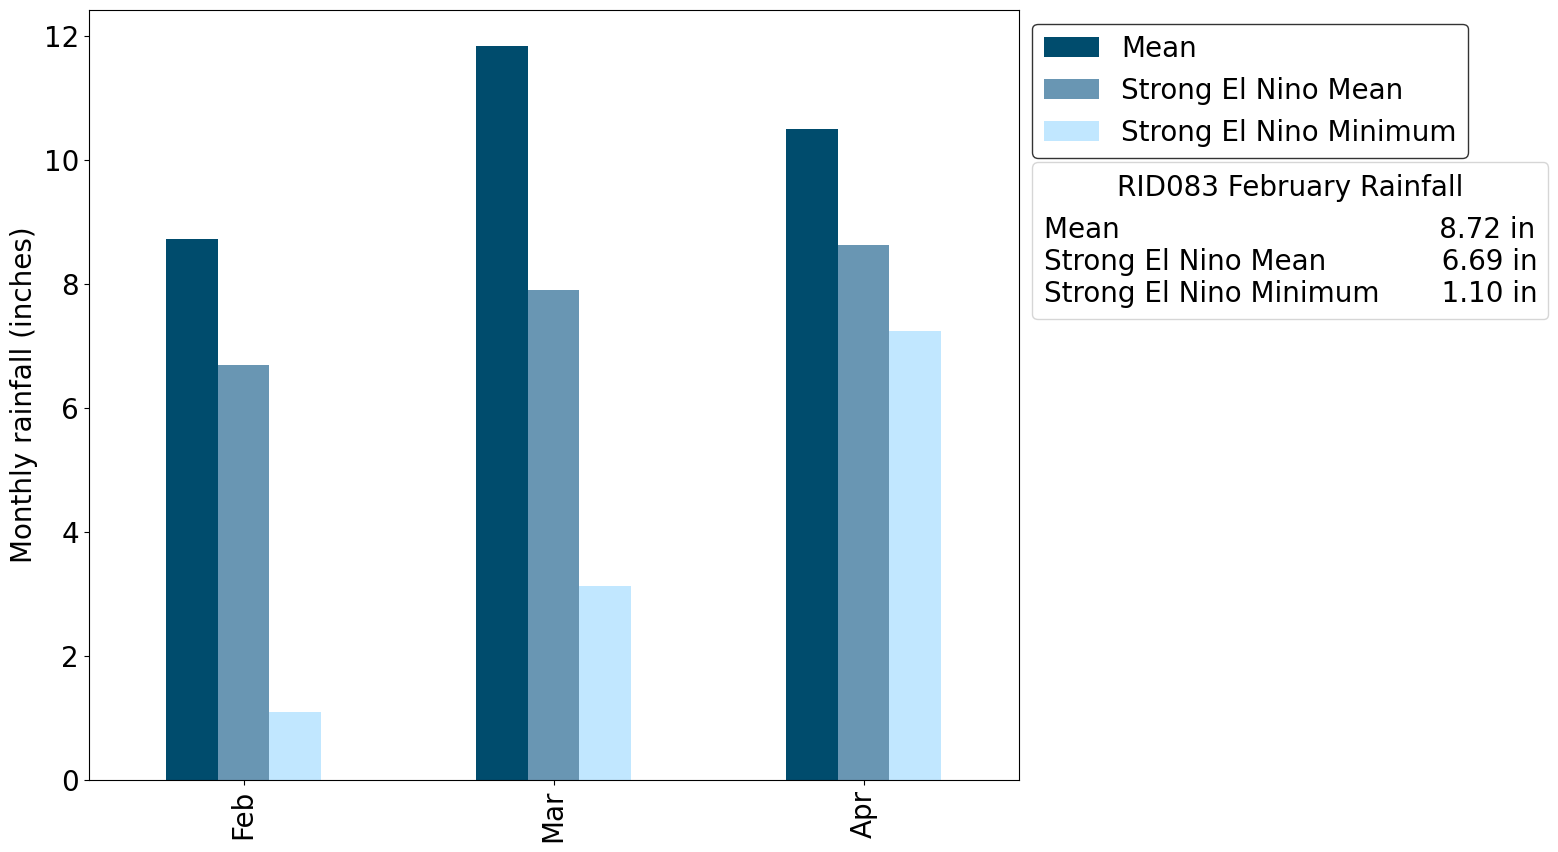 Monthly rainfall (inches)
12
10
8
6
4
2
0
Feb
Mar
Apr
Mean
Strong El Nino Mean
Strong El Nino Minimum
RID083 February Rainfall
Mean 8.72 in
Strong El Nino Mean 6.69 in
Strong El Nino Minimum 1.10 in